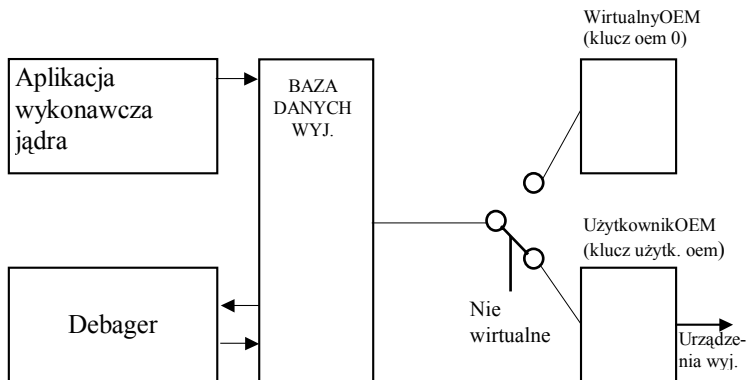 WirtualnyOEM
(klucz oem 0)
Aplikacja
wykonawcza
jądra
BAZA
DANYCH
WYJ.
UżytkownikOEM
(klucz użytk. oem)
Debager
Nie
wirtualne
Urządze-
nia wyj.